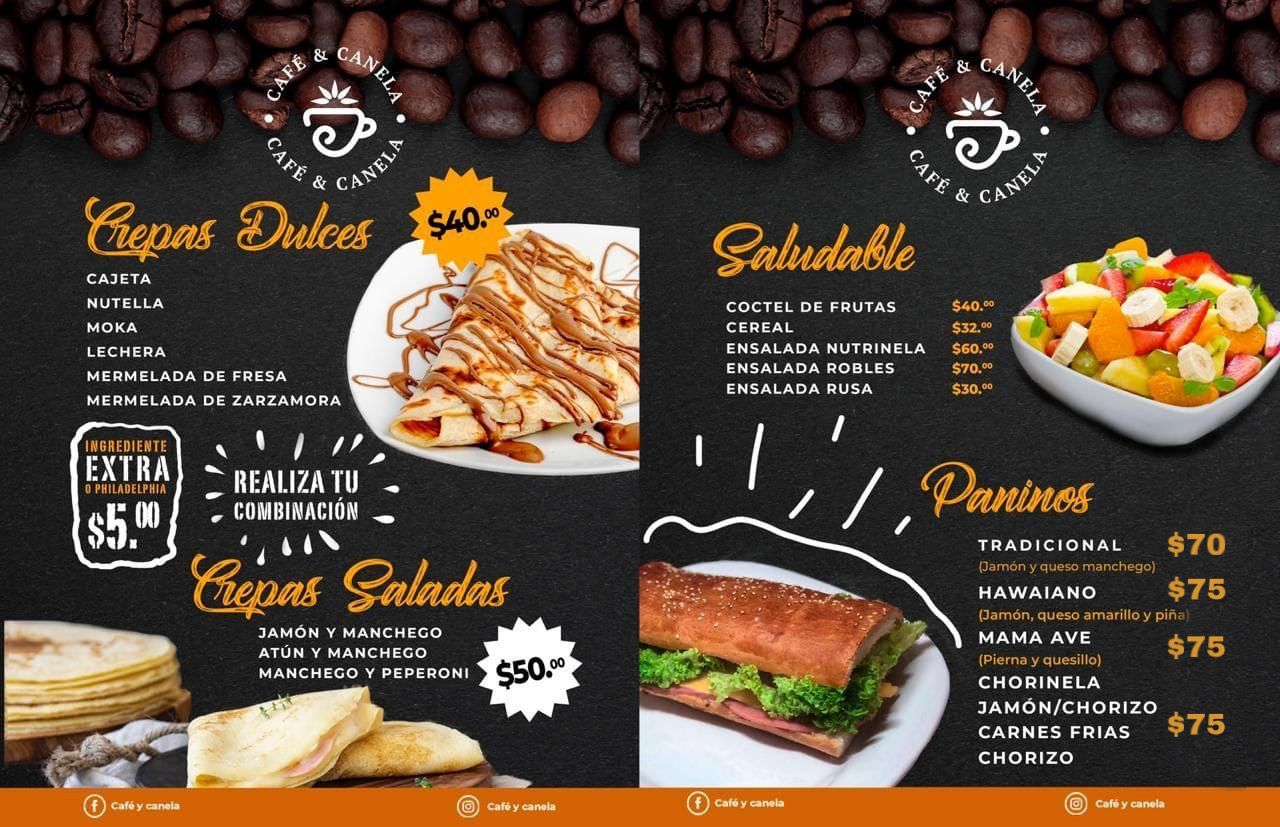 CAFÉ & CANELA
CAFÉ & CANELA
Crepas Dulces
$40.00
CAJETA
NUTELLA
MOKA
LECHERA
MERMELADA DE FRESA
MERMELADA DE ZARZAMORA
INGREDIENTE
EXTRA
O PHILADELPHIA
$5.00
REALIZA TU
COMBINACIÓN
Crepas Saladas
JAMÓN Y MANCHEGO
ATÚN Y MANCHEGO
MANCHEGO Y PEPERONI
$50.00
Café y canela
Café y canela
CAFÉ & CANELA
CAFÉ & CANELA
Saludable
COCTEL DE FRUTAS $40.00
CEREAL $32.00
ENSALADA NUTRINELA $60.00
ENSALADA ROBLES $70.00
ENSALADA RUSA $30.00
Paninos
TRADICIONAL $70
(Jamón y queso manchego)
HAWAIANO $75
(Jamón, queso amarillo y piña)
MAMA AVE $75
(Pierna y quesillo)
CHORINELA
JAMÓN/CHORIZO
CARNES FRIAS $75
CHORIZO
Café y canela
Café y canela